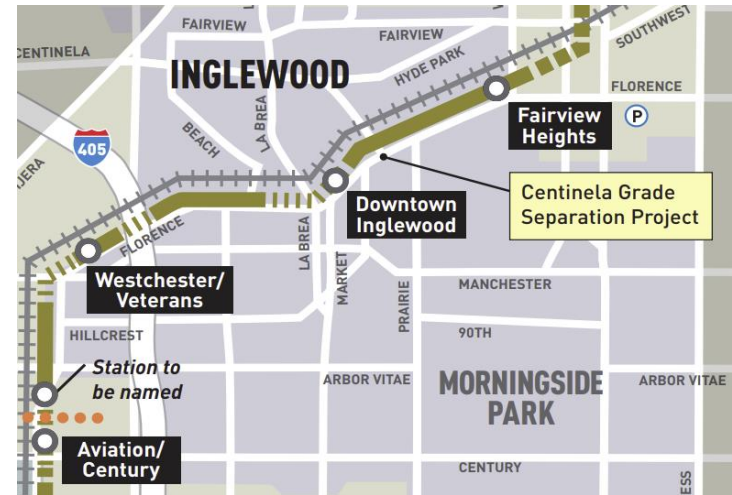 FAIRVIEW
FAIRVIEW
SOUTHWEST
CENTINELA
INGLEWOOD
HYDE PARK
FLORENCE
LA BREA
BEACH
Fairview
Heights
P
405
JERA
Downtown
Inglewood
Centinela Grade
Separation Project
FLORENCE
LA BREA
MARKET
Westchester/
Veterans
PRAIRIE
MANCHESTER
HILLCREST
90TH
Station to
be named
ARBOR VITAE
MORNINGSIDE
PARK
ARBOR VITAE
Aviation/
Century
CENTURY
ESS